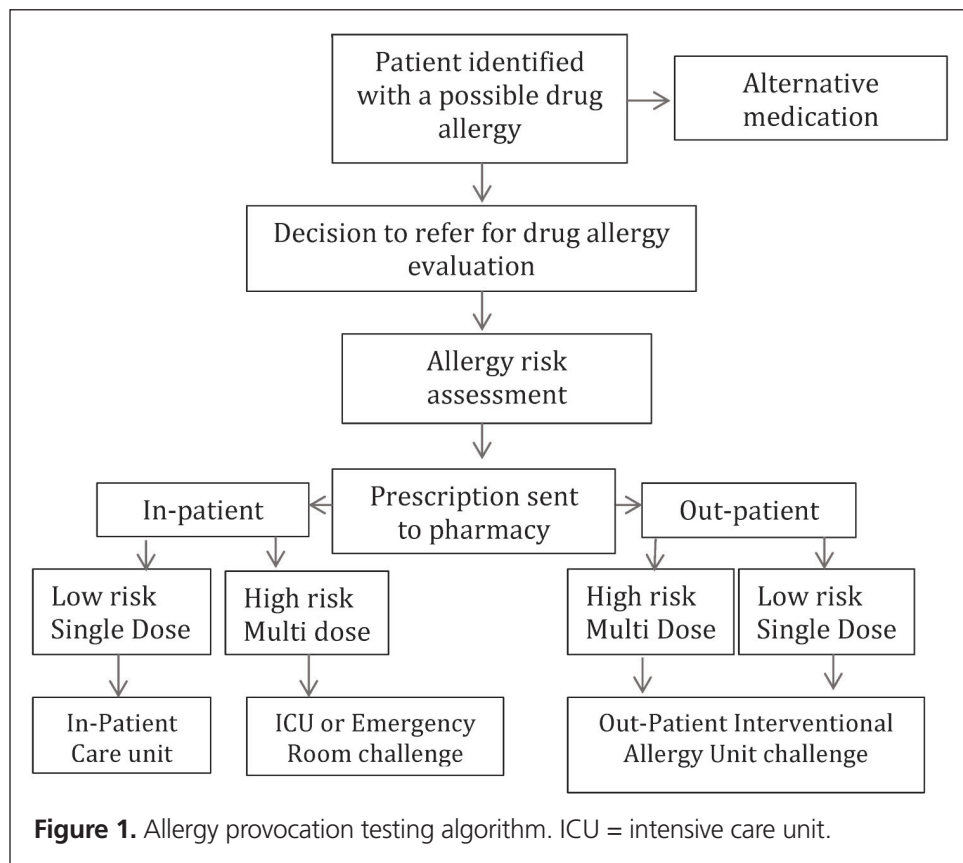 Patient identified
with a possible drug
allergy
Alternative
medication
Decision to refer for drug allergy
evaluation
Allergy risk
assessment
Prescription sent
to pharmacy
In-patient
Out-patient
Low risk
Single Dose
High risk
Multi dose
High risk
Multi Dose
Low risk
Single Dose
In-Patient
Care unit
ICU or Emergency
Room challenge
Out-Patient Interventional
Allergy Unit challenge
Figure 1. Allergy provocation testing algorithm. ICU = intensive care unit.